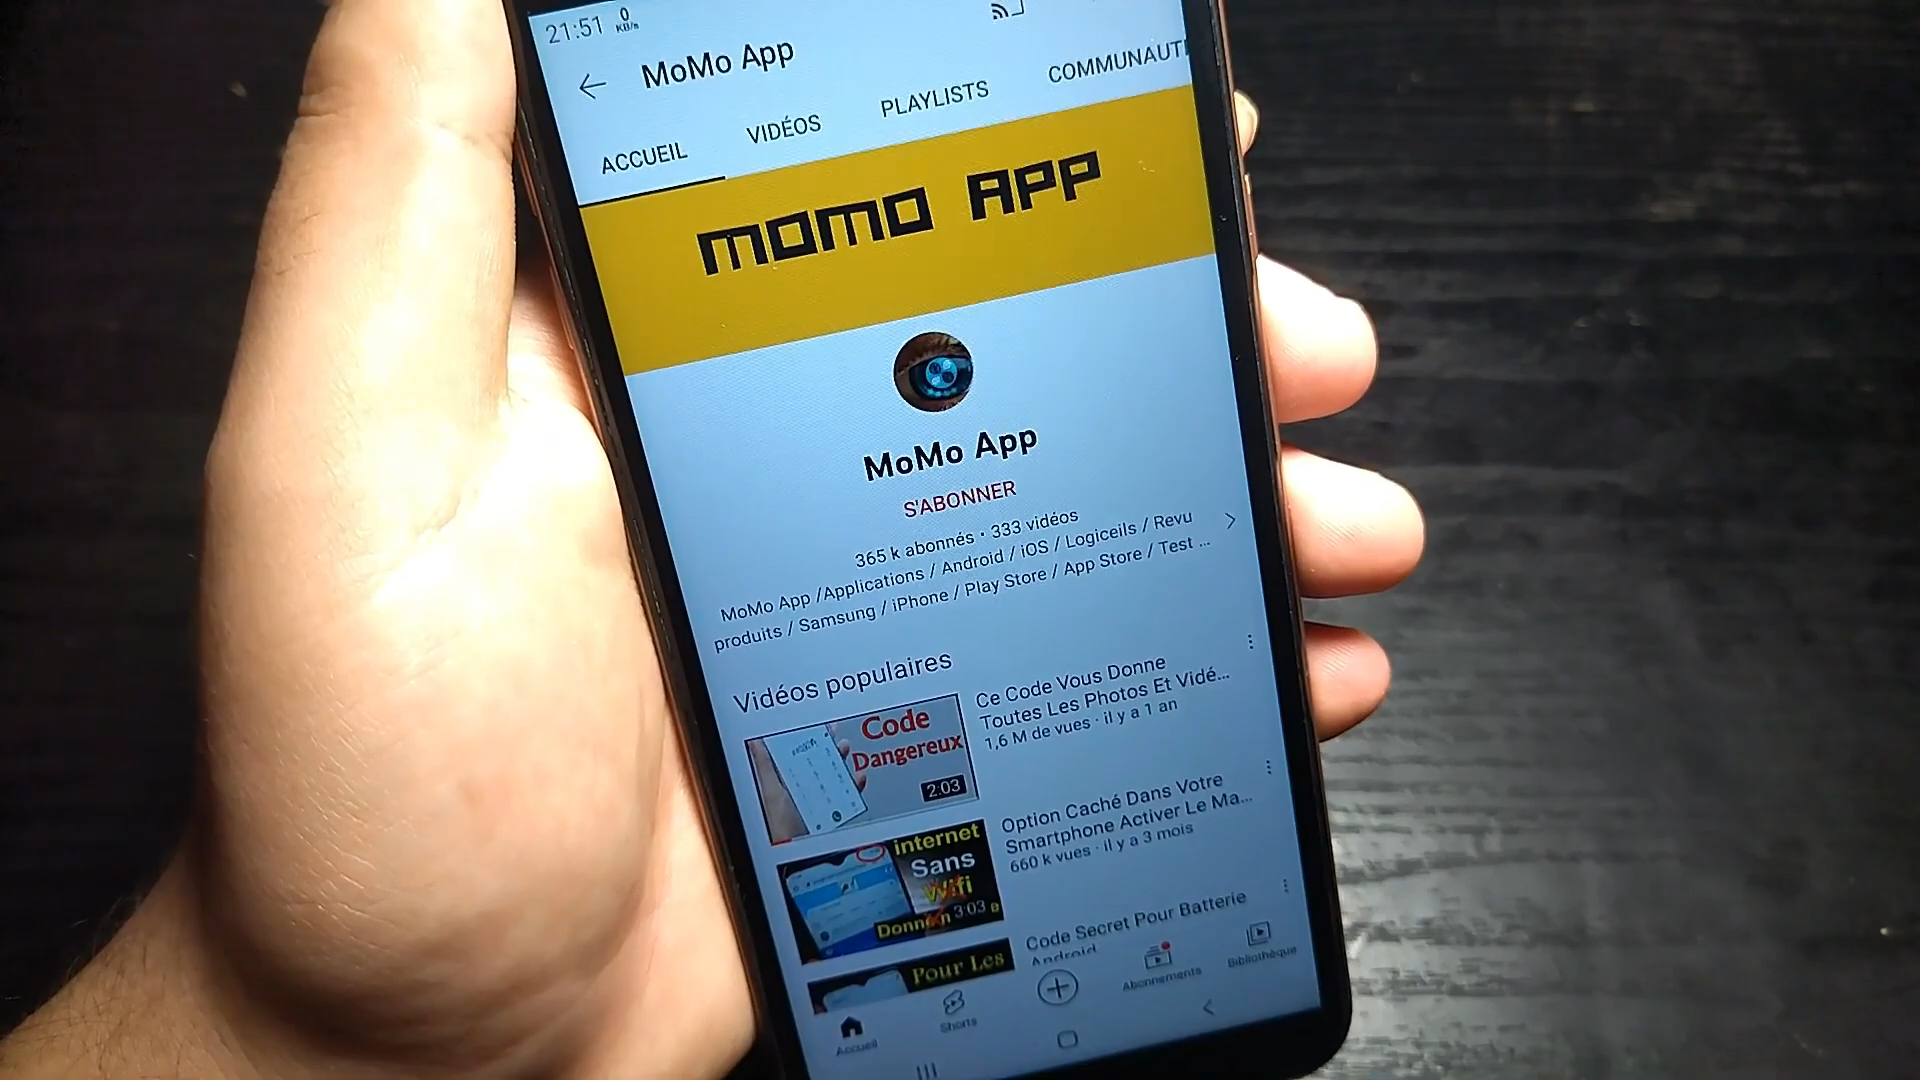 21:51 0 KB/s
MoMo App
ACCUEIL VIDÉOS PLAYLISTS COMMUNAUT
MOMO APP
MoMo App
S'ABONNER
365 k abonnés · 333 vidéos
MoMo App /Applications / Android / iOS / Logiceils / Revu
produits / Samsung / iPhone / Play Store / App Store / Test ...
Vidéos populaires
Code
Dangereux
2:03
Ce Code Vous Donne
Toutes Les Photos Et Vidé...
1,6 M de vues · il y a 1 an
internet
Sans
Wifi
3:03
Option Caché Dans Votre
Smartphone Activer Le Ma...
660 k vues · il y a 3 mois
Pour Les
Code Secret Pour Batterie
Android
Accueil
Shorts
Abonnements
Bibliothèque